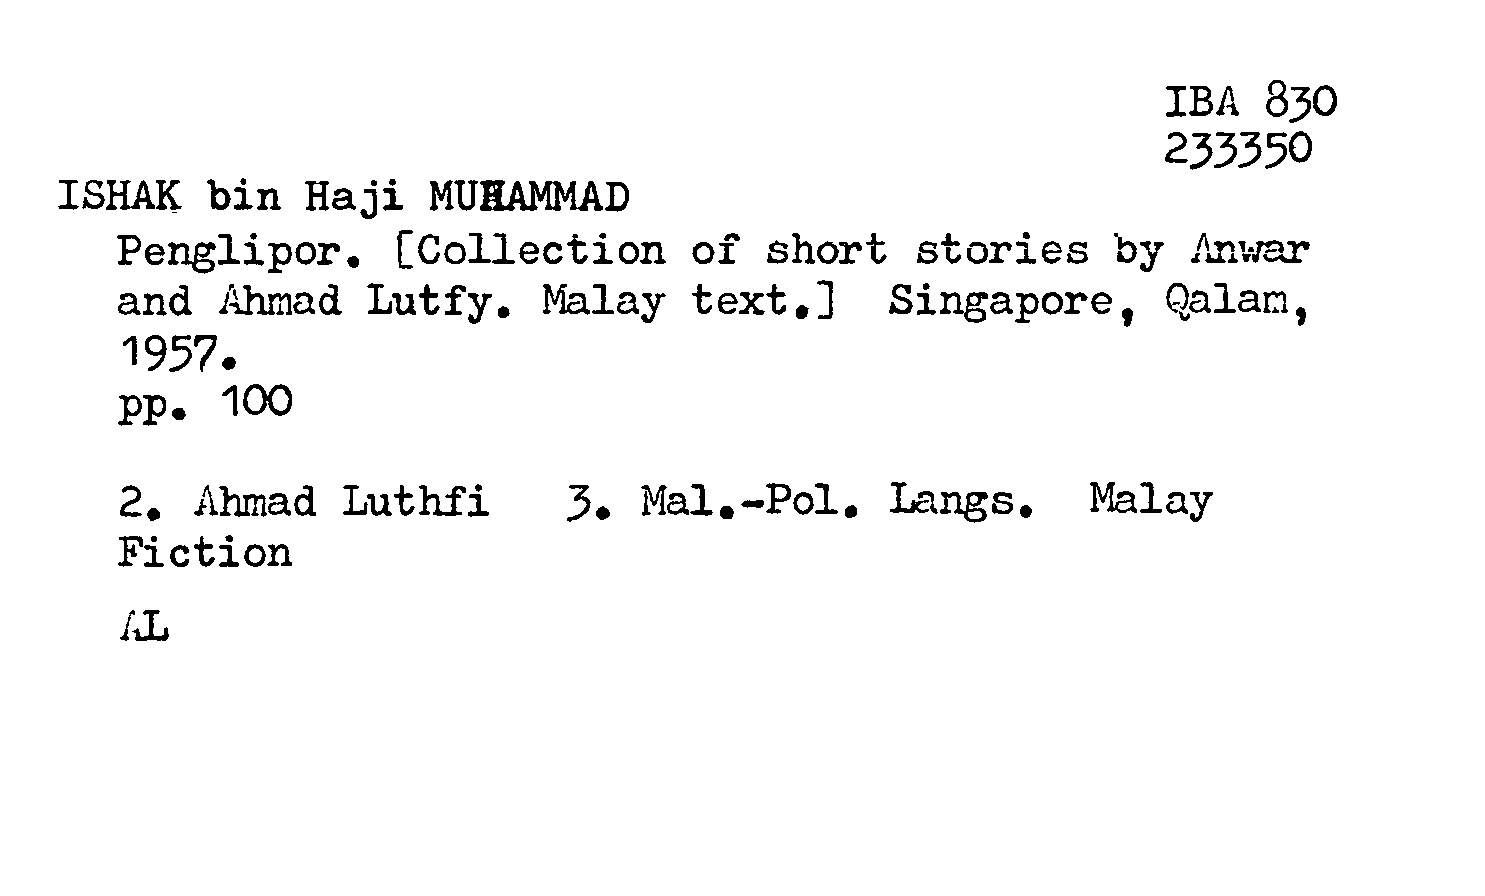 IBA 830
233350
ISHAK bin Haji MUHAMMAD
Penglipor. [Collection of short stories by Anwar
and Ahmad Lutfy. Malay text.] Singapore, Qalam,
1957.
pp. 100
2. Ahmad Luthfi 3. Mal.-Pol. Langs. Malay
Fiction
AL